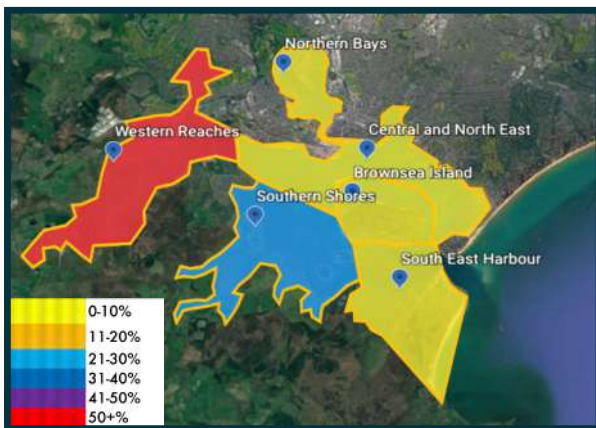 Northern Bays
Western Reaches
Central and North East
Brownsea Island
Southern Shores
South East Harbour
0-10%
11-20%
21-30%
31-40%
41-50%
50+%